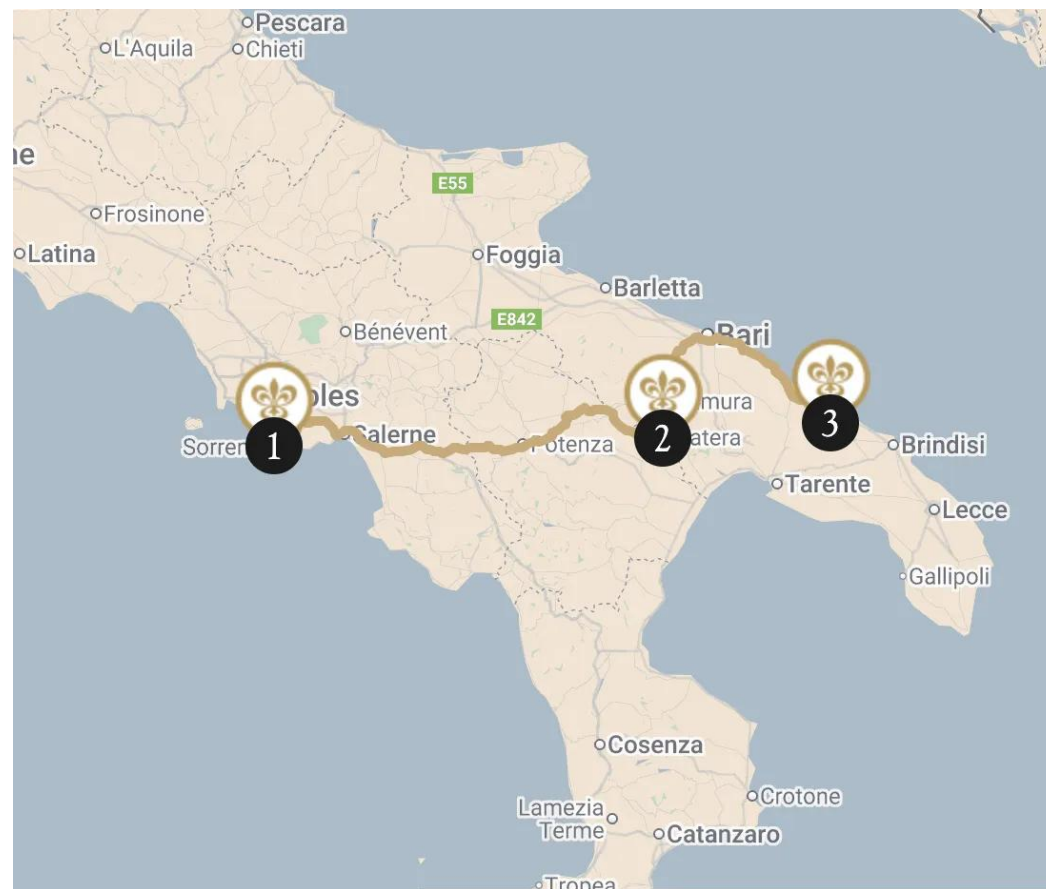 Pescara
L'Aquila
Chieti
ne
E55
Frosinone
Latina
Foggia
Barletta
E842
Bénévent
Bari
ples
mura
Salerne
Sorren
1
Potenza
2
atera
3
Brindisi
Tarente
Lecce
Gallipoli
Cosenza
Crotone
Lamezia
Terme
Catanzaro
Tropea